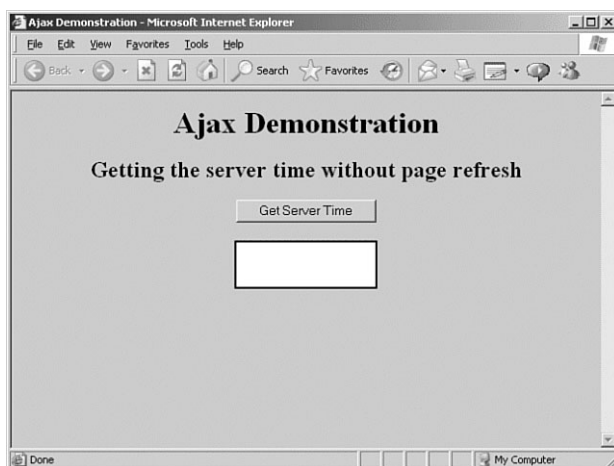 Ajax Demonstration - Microsoft Internet Explorer
File Edit View Favorites Tools Help
Back Search Favorites
Ajax Demonstration
Getting the server time without page refresh
Get Server Time
Done My Computer